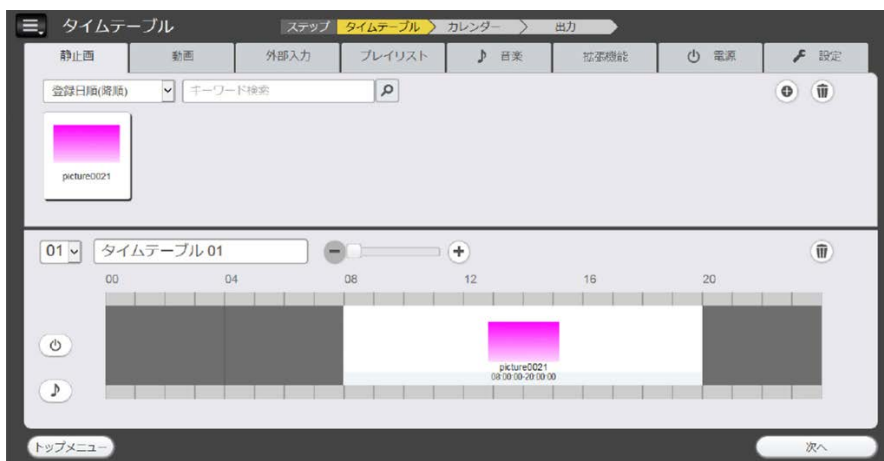 タイムテーブル
ステップ タイムテーブル カレンダー 出力
静止画 動画 外部入力 プレイリスト 音楽 拡張機能 電源 設定
登録日順(降順) キーワード検索
picture0021
01 タイムテーブル 01
00 04 08 12 16 20
picture0021
08:00:00-20:00:00
トップメニュー 次へ